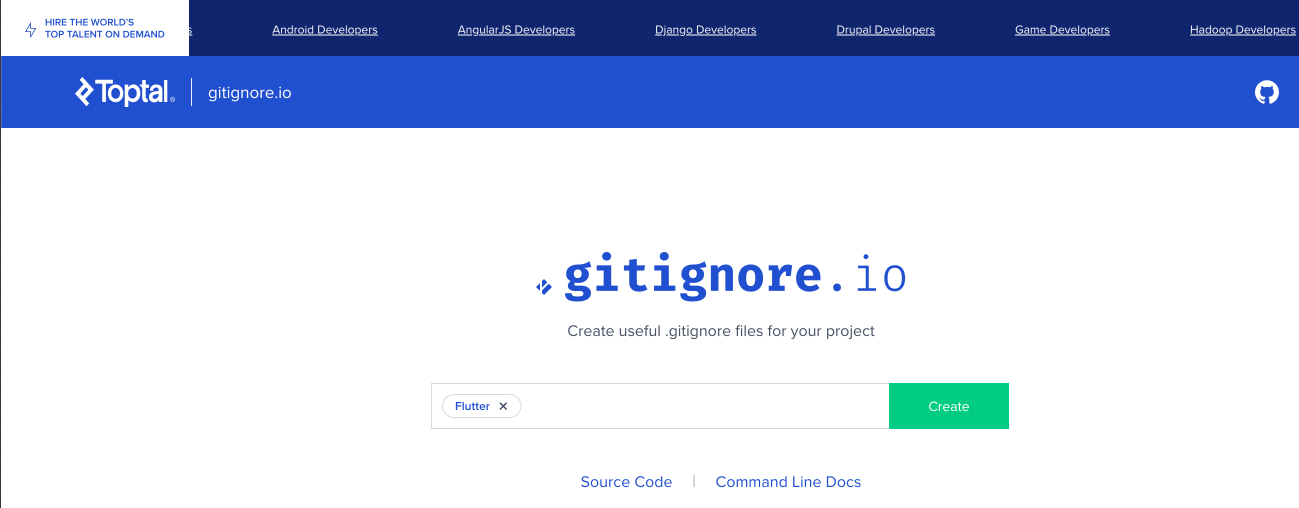 HIRE THE WORLD'S
TOP TALENT ON DEMAND
s Android Developers AngularJS Developers Django Developers Drupal Developers Game Developers Hadoop Developers
Toptal® gitignore.io
.gitignore.io
Create useful .gitignore files for your project
Flutter Create
Source Code | Command Line Docs